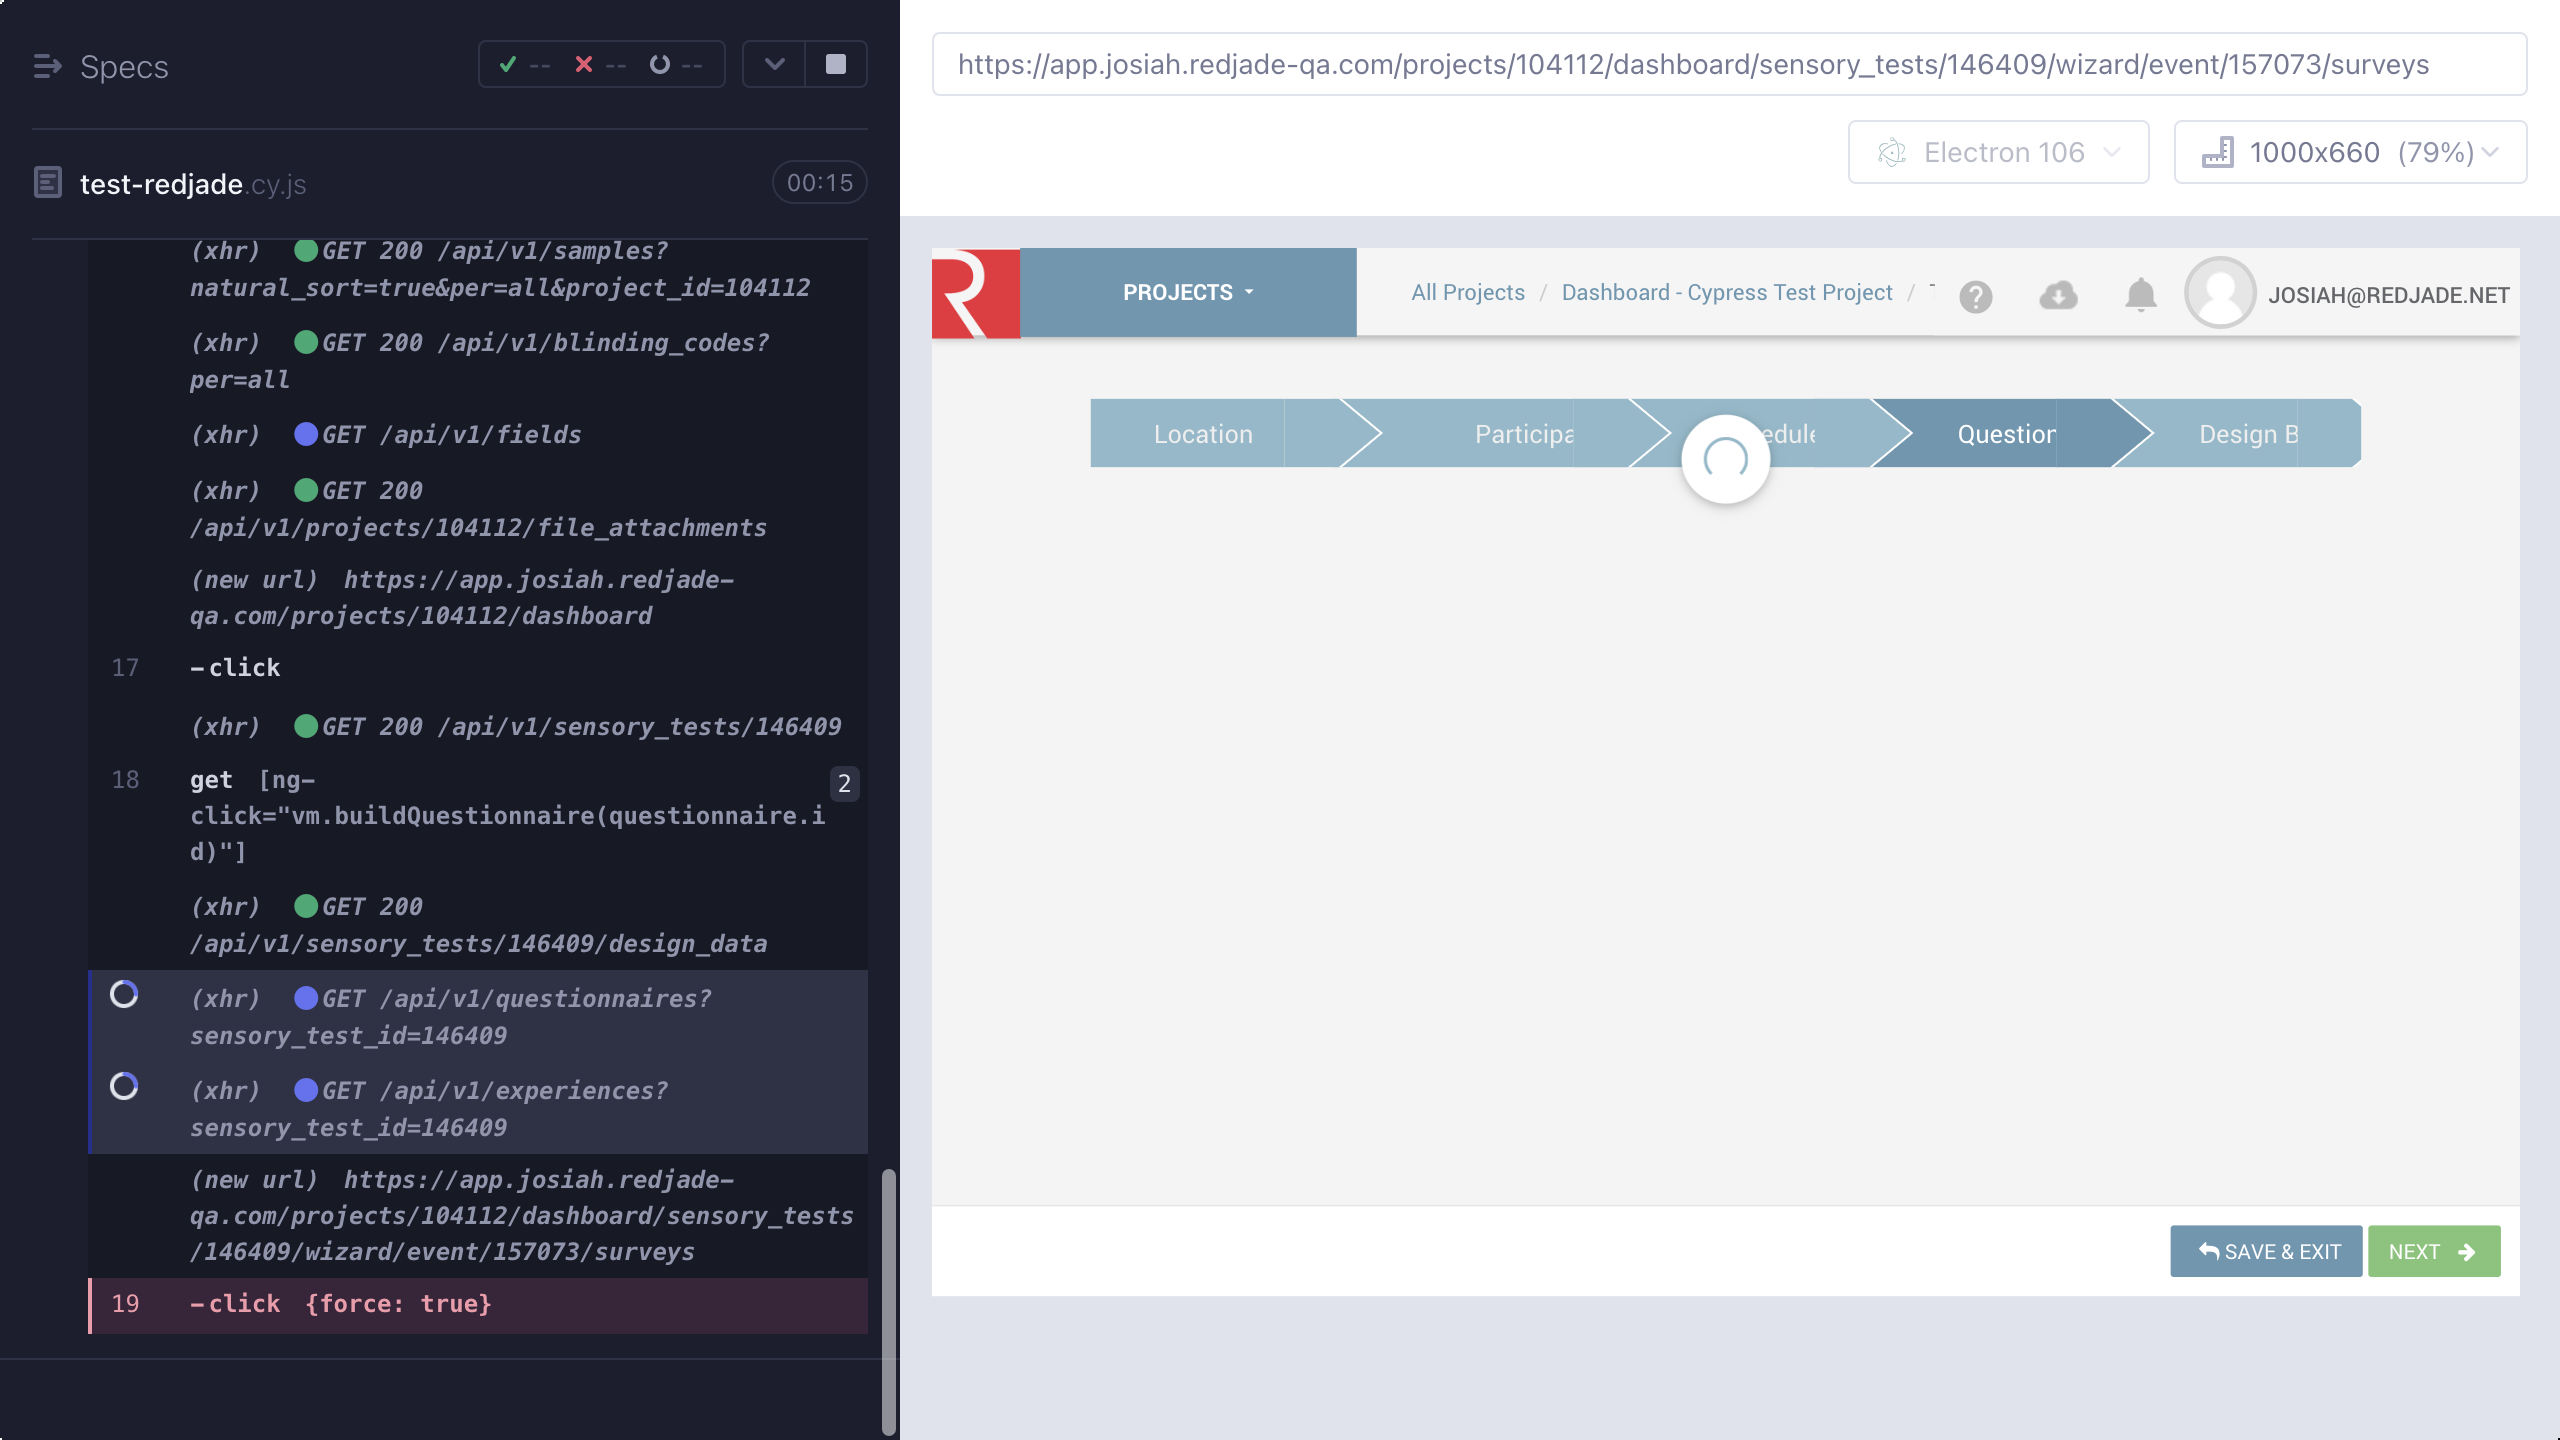 Specs
-- -- --
test-redjade.cy.js
00:15
(xhr) GET 200 /api/v1/samples?
natural_sort=true&per=all&project_id=104112
(xhr) GET 200 /api/v1/blinding_codes?
per=all
(xhr) GET /api/v1/fields
(xhr) GET 200
/api/v1/projects/104112/file_attachments
(new url) https://app.josiah.redjade-
qa.com/projects/104112/dashboard
17 -click
(xhr) GET 200 /api/v1/sensory_tests/146409
18 get [ng- 2
click="vm.buildQuestionnaire(questionnaire.i
d)"]
(xhr) GET 200
/api/v1/sensory_tests/146409/design_data
(xhr) GET /api/v1/questionnaires?
sensory_test_id=146409
(xhr) GET /api/v1/experiences?
sensory_test_id=146409
(new url) https://app.josiah.redjade-
qa.com/projects/104112/dashboard/sensory_tests
/146409/wizard/event/157073/surveys
19 -click {force: true}
https://app.josiah.redjade-qa.com/projects/104112/dashboard/sensory_tests/146409/wizard/event/157073/surveys
Electron 106
1000x660 (79%)
R PROJECTS All Projects / Dashboard - Cypress Test Project / JOSIAH@REDJADE.NET
Location Participa edule Question Design B
SAVE & EXIT NEXT